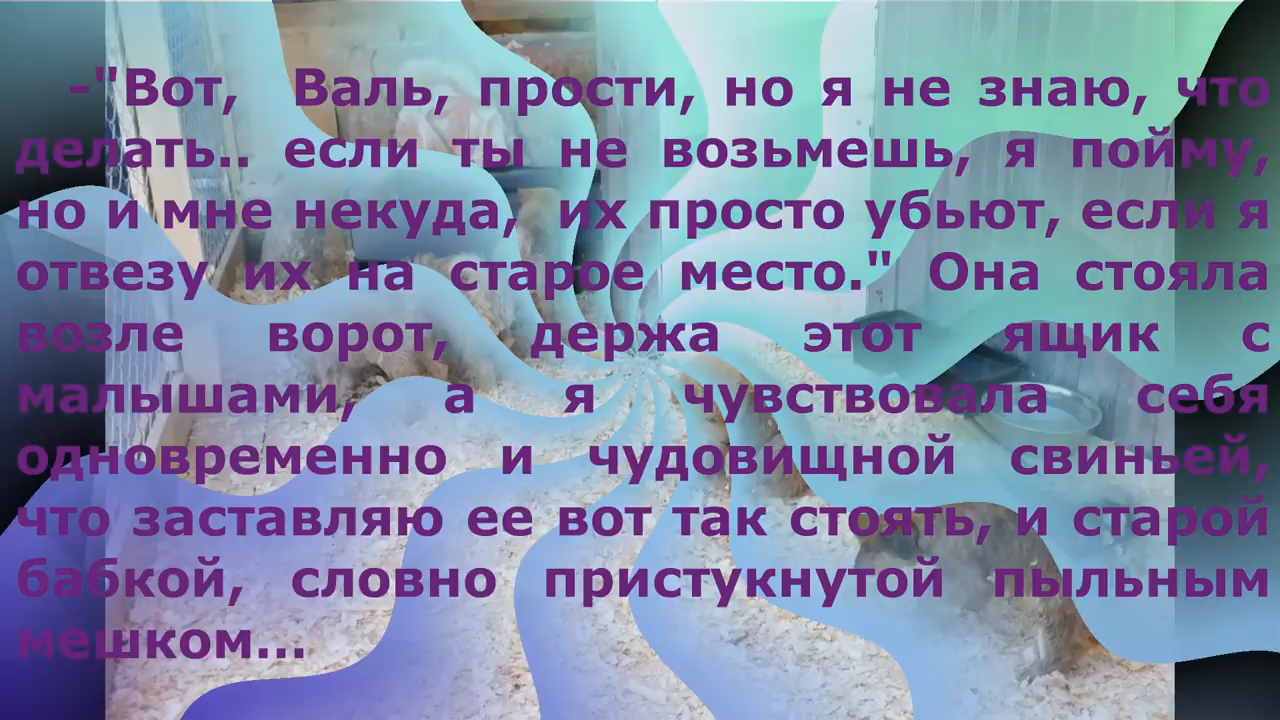 -"Вот, Валь, прости, но я не знаю, что
делать.. если ты не возьмешь, я пойму,
но и мне некуда, их просто убьют, если я
отвезу их на старое место." Она стояла
возле ворот, держа этот ящик с
малышами, а я чувствовала себя
одновременно и чудовищной свиньей,
что заставляю ее вот так стоять, и старой
бабкой, словно пристукнутой пыльным
мешком...